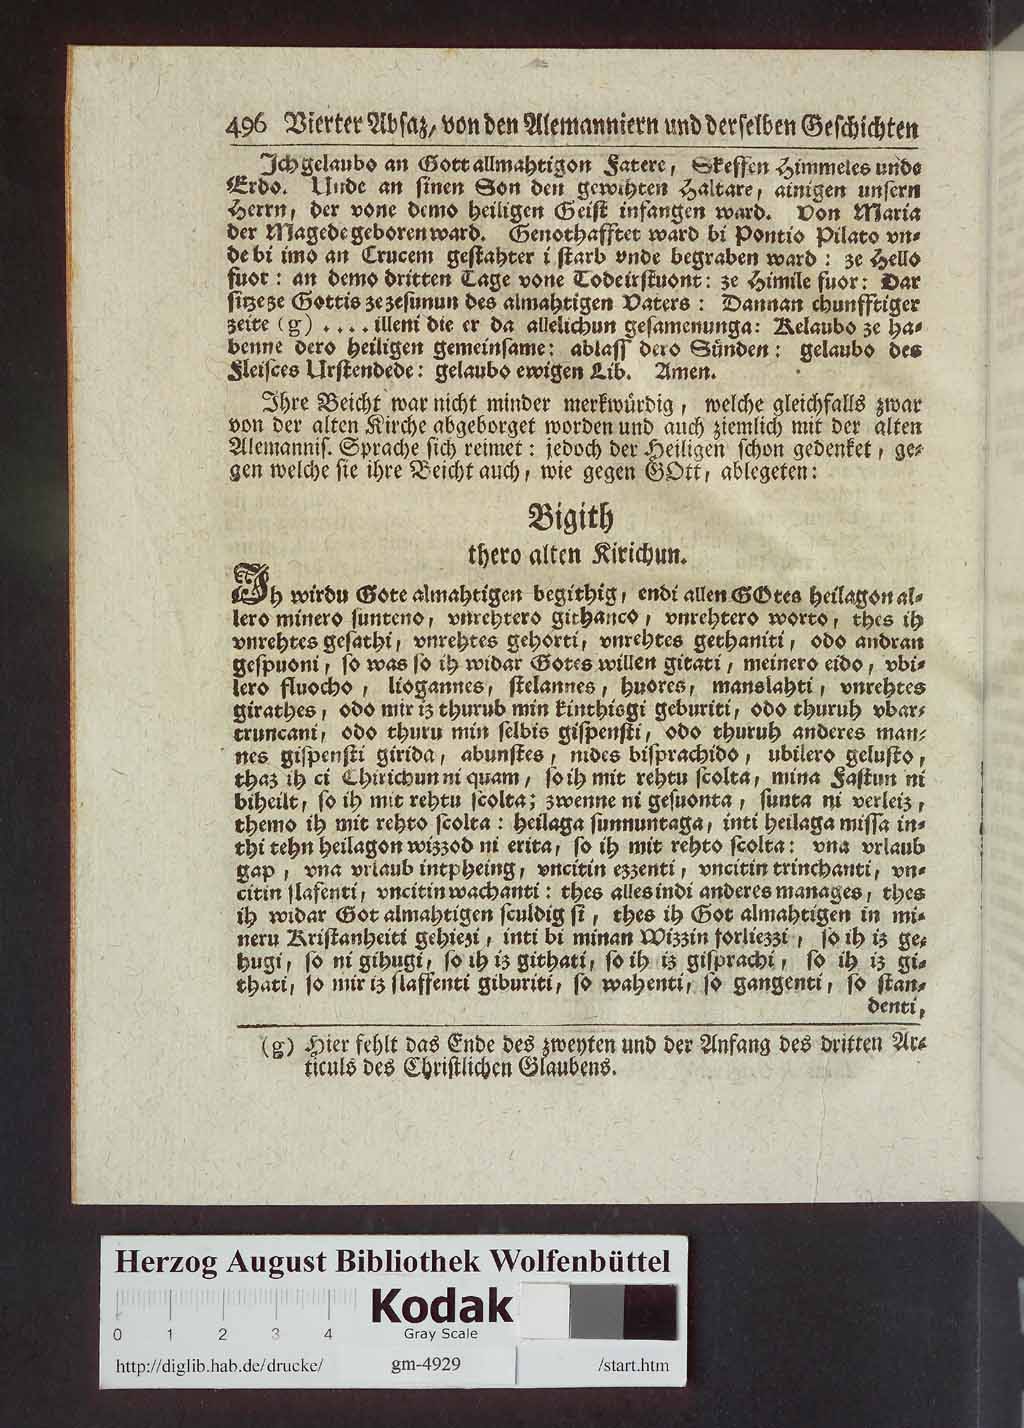 496 Vierter Absaz, von den Alemanniern und derselben Geschichten
Ich gelaubo an Gott allmahtigon Fatere, Skeffen Himmeles unde
Erdo. Unde an sinen Son den gewihten Haltare, ainigen unsern
Herrn, der vone demo heiligen Geist infangen ward. Von Maria
der Magede geboren ward. Genothafftet ward bi Pontio Pilato vn-
de bi imo an Crucem gestahter i starb vnde begraben ward: ze Hello
fuor: an demo dritten Tage vone Tode irstuont: ze Himile fuor: Dar
sitze ze Gottis ze zesunun des almahtigen Vaters: Dannan chunfftiger
zeite (g) .... illeni die er da allelichun gesamenunga: Kelaubo ze ha-
benne dero heiligen gemeinsame: ablass dero Sünden: gelaubo des
Fleisces Urstendede: gelaubo ewigen Lib. Amen.
Ihre Beicht war nicht minder merkwürdig, welche gleichfalls zwar
von der alten Kirche abgeborget worden und auch ziemlich mit der alten
Alemannis. Sprache sich reimet: jedoch der Heiligen schon gedenket, ge-
gen welche sie ihre Beicht auch, wie gegen GOtt, ablegeten:
Bigith
thero alten Kirichun.
Ih wirdu Gote almahtigen begithig, endi allen GOtes heilagon al-
lero minero sunteno, vnrehtero githanco, vnrehtero worto, thes ih
vnrehtes gesathi, vnrehtes gehorti, vnrehtes gethaniti, odo andran
gespuoni, so was so ih widar Gotes willen gitati, meinero eido, vbi-
lero fluocho, liogannes, stelannes, huores, manslahti, vnrehtes
girathes, odo mir iz thurub min kinthisgi geburiti, odo thuruh vbar-
truncani, odo thuru min selbis gispensti, odo thuruh anderes man-
nes gispensti girida, abunstes, nides bisprachido, ubilero gelusto,
thaz ih ci Chirichun ni quam, so ih mit rehtu scolta, mina Fastun ni
biheilt, so ih mit rehtu scolta; zwenne ni gesuonta, sunta ni verleiz,
themo ih mit rehto scolta: heilaga sunnuntaga, inti heilaga missa in-
thi tehn heilagon wizzod ni erita, so ih mit rehto scolta: vna vrlaub
gap, vna vrlaub intpheing, vncitin ezzenti, vncitin trinchanti, vn-
citin slafenti, vncitin wachanti: thes alles indi anderes manages, thes
ih widar Got almahtigen sculdig si, thes ih Got almahtigen in mi-
neru Kristanheiti gehiezi, inti bi minan Wizzin forliezzi, so ih iz ge-
hugi, so ni gihugi, so ih iz githati, so ih iz gisprachi, so ih iz gi-
thati, so mir iz slaffenti giburiti, so wahenti, so gangenti, so stan-
denti,
(g) Hier fehlt das Ende des zweyten und der Anfang des dritten Ar-
ticuls des Christlichen Glaubens.
Herzog August Bibliothek Wolfenbüttel
Kodak
0 1 2 3 4
Gray Scale
http://diglib.hab.de/drucke/ gm-4929 /start.htm